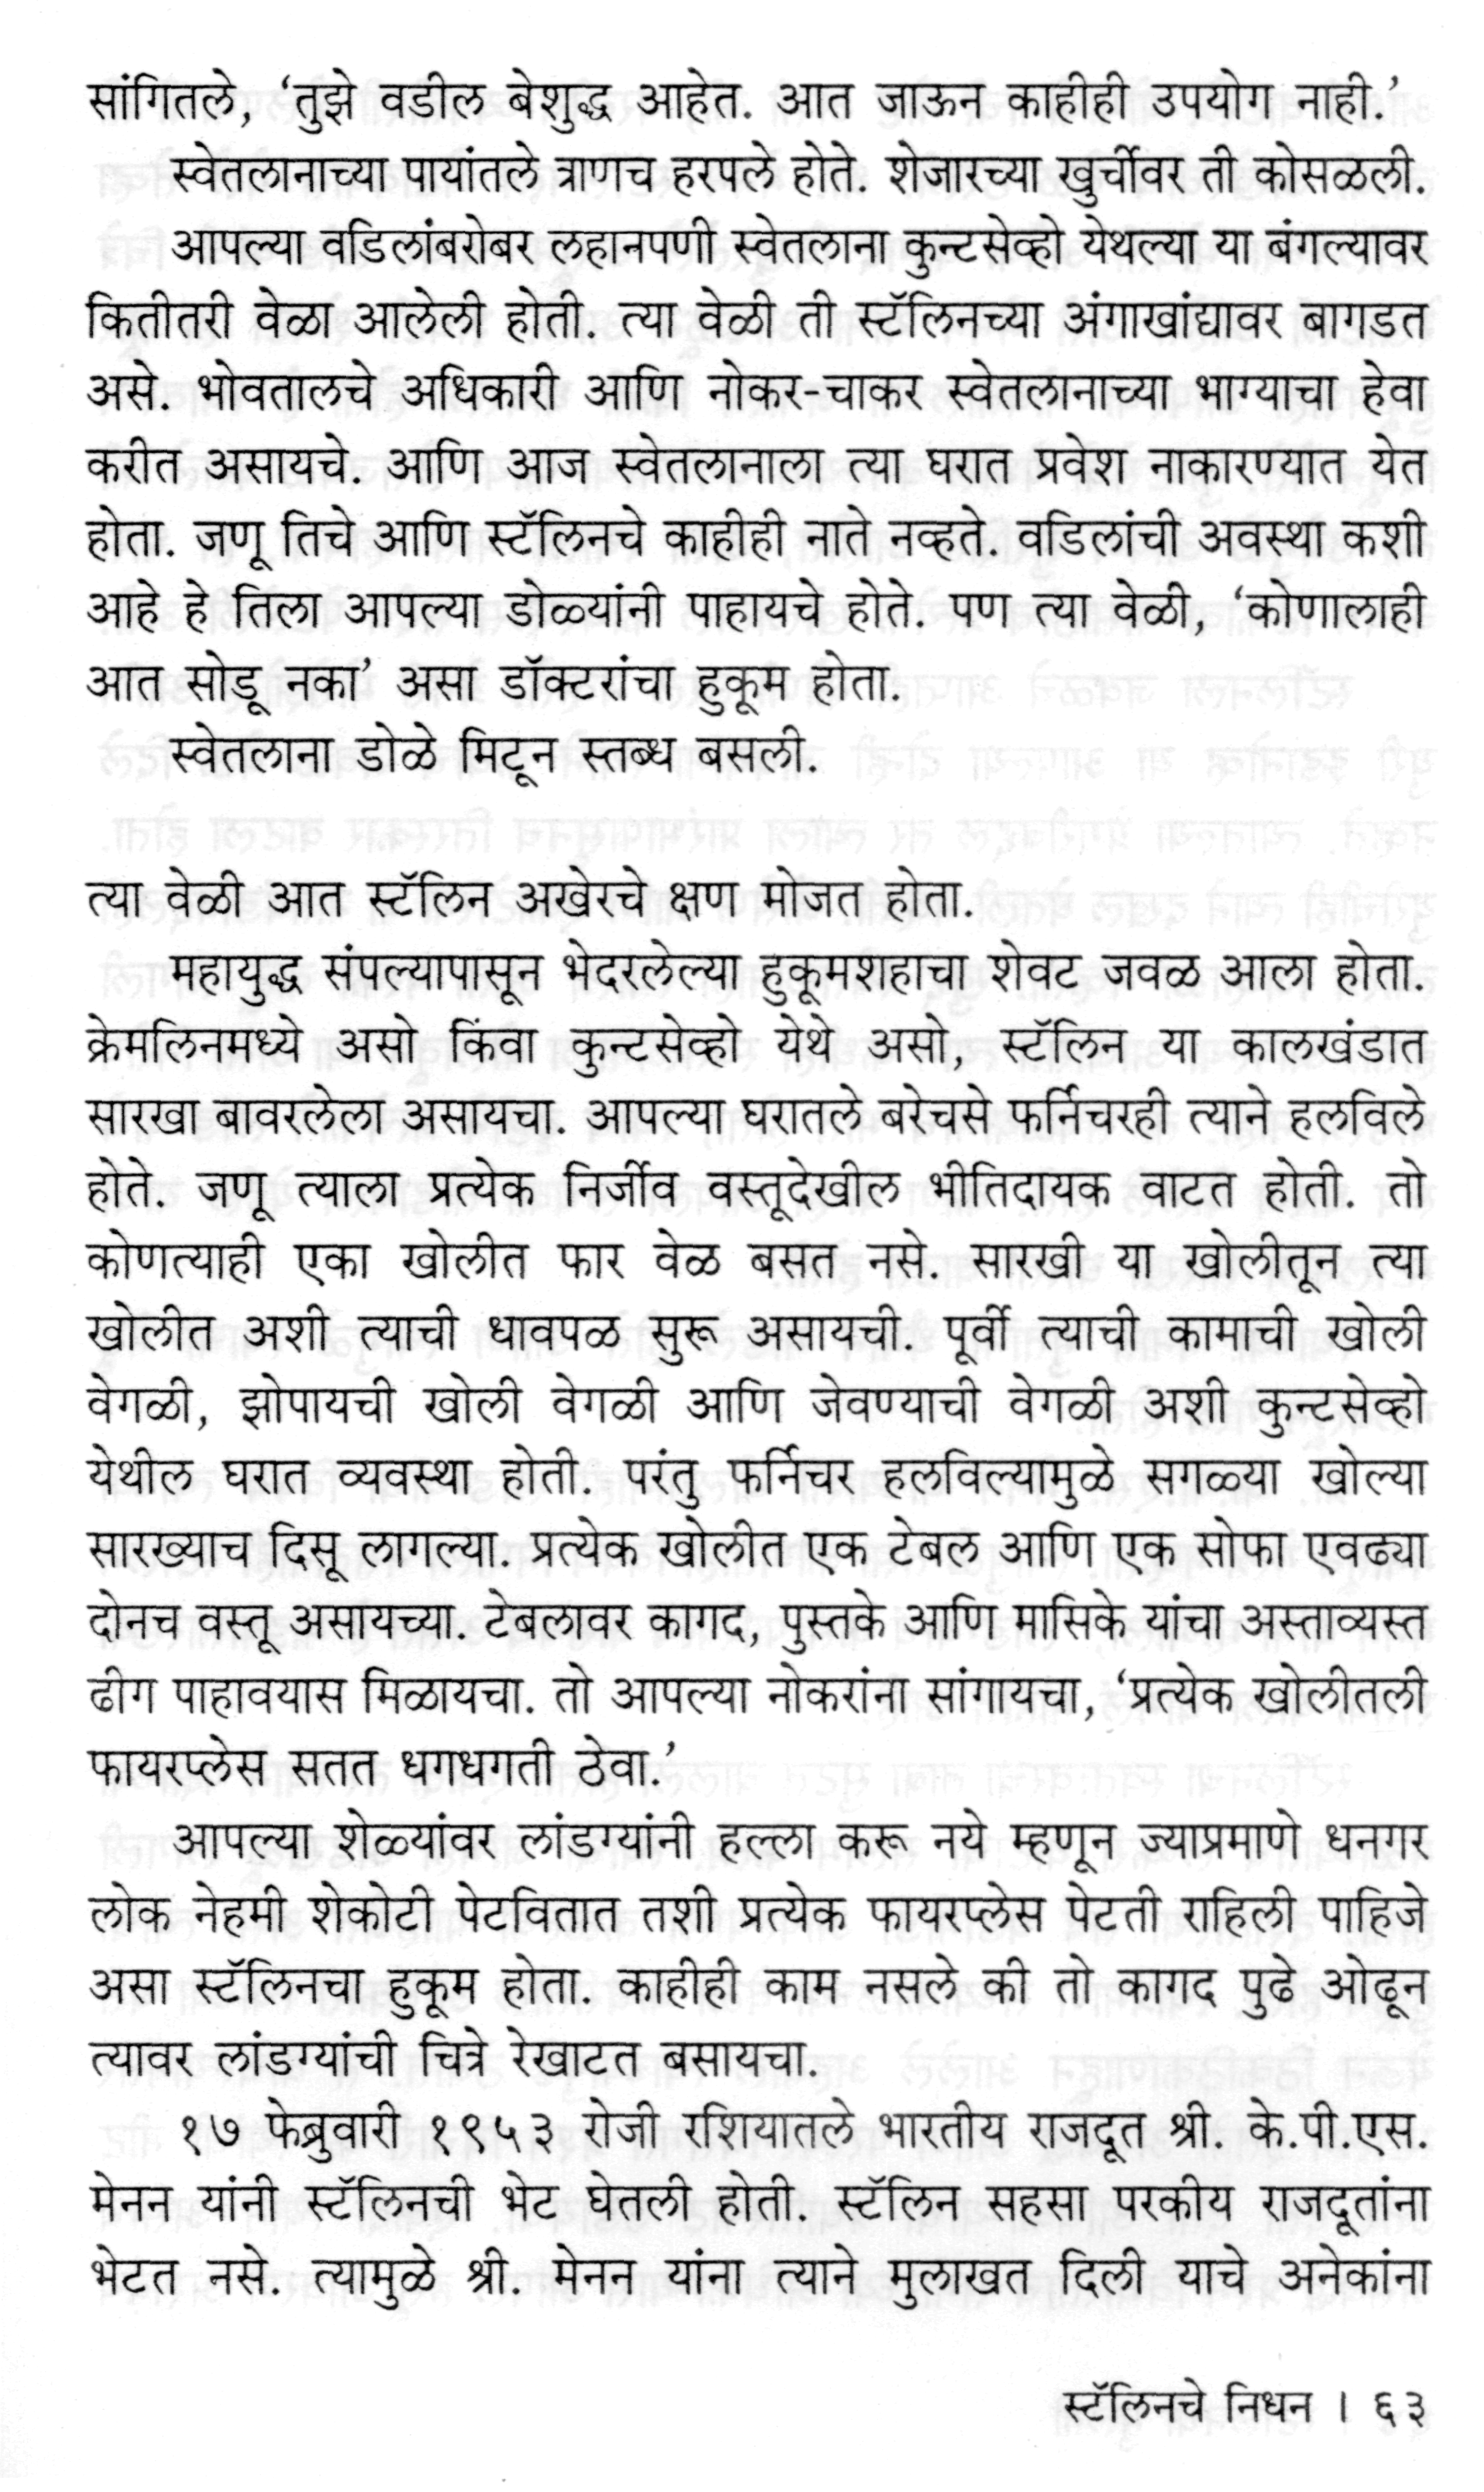 सांगितले, ‘तुझे वडील बेशुद्ध आहेत. आत जाऊन काहीही उपयोग नाही.’
स्वेतलानाच्या पायांतले त्राणच हरपले होते. शेजारच्या खुर्चीवर ती कोसळली.
आपल्या वडिलांबरोबर लहानपणी स्वेतलाना कुन्टसेव्हो येथल्या या बंगल्यावर
कितीतरी वेळा आलेली होती. त्या वेळी ती स्टॅलिनच्या अंगाखांद्यावर बागडत
असे. भोवतालचे अधिकारी आणि नोकर-चाकर स्वेतलानाच्या भाग्याचा हेवा
करीत असायचे. आणि आज स्वेतलानाला त्या घरात प्रवेश नाकारण्यात येत
होता. जणू तिचे आणि स्टॅलिनचे काहीही नाते नव्हते. वडिलांची अवस्था कशी
आहे हे तिला आपल्या डोळ्यांनी पाहायचे होते. पण त्या वेळी, ‘कोणालाही
आत सोडू नका’ असा डॉक्टरांचा हुकूम होता.
स्वेतलाना डोळे मिटून स्तब्ध बसली.
त्या वेळी आत स्टॅलिन अखेरचे क्षण मोजत होता.
महायुद्ध संपल्यापासून भेदरलेल्या हुकूमशहाचा शेवट जवळ आला होता.
क्रेमलिनमध्ये असो किंवा कुन्टसेव्हो येथे असो, स्टॅलिन या कालखंडात
सारखा बावरलेला असायचा. आपल्या घरातले बरेचसे फर्निचरही त्याने हलविले
होते. जणू त्याला प्रत्येक निर्जीव वस्तूदेखील भीतिदायक वाटत होती. तो
कोणत्याही एका खोलीत फार वेळ बसत नसे. सारखी या खोलीतून त्या
खोलीत अशी त्याची धावपळ सुरू असायची. पूर्वी त्याची कामाची खोली
वेगळी, झोपायची खोली वेगळी आणि जेवण्याची वेगळी अशी कुन्टसेव्हो
येथील घरात व्यवस्था होती. परंतु फर्निचर हलविल्यामुळे सगळ्या खोल्या
सारख्याच दिसू लागल्या. प्रत्येक खोलीत एक टेबल आणि एक सोफा एवढ्या
दोनच वस्तू असायच्या. टेबलावर कागद, पुस्तके आणि मासिके यांचा अस्ताव्यस्त
ढीग पाहावयास मिळायचा. तो आपल्या नोकरांना सांगायचा, ‘प्रत्येक खोलीतली
फायरप्लेस सतत धगधगती ठेवा.’
आपल्या शेळ्यांवर लांडग्यांनी हल्ला करू नये म्हणून ज्याप्रमाणे धनगर
लोक नेहमी शेकोटी पेटवितात तशी प्रत्येक फायरप्लेस पेटती राहिली पाहिजे
असा स्टॅलिनचा हुकूम होता. काहीही काम नसले की तो कागद पुढे ओढून
त्यावर लांडग्यांची चित्रे रेखाटत बसायचा.
१७ फेब्रुवारी १९५३ रोजी रशियातले भारतीय राजदूत श्री. के.पी.एस.
मेनन यांनी स्टॅलिनची भेट घेतली होती. स्टॅलिन सहसा परकीय राजदूतांना
भेटत नसे. त्यामुळे श्री. मेनन यांना त्याने मुलाखत दिली याचे अनेकांना
स्टॅलिनचे निधन । ६३